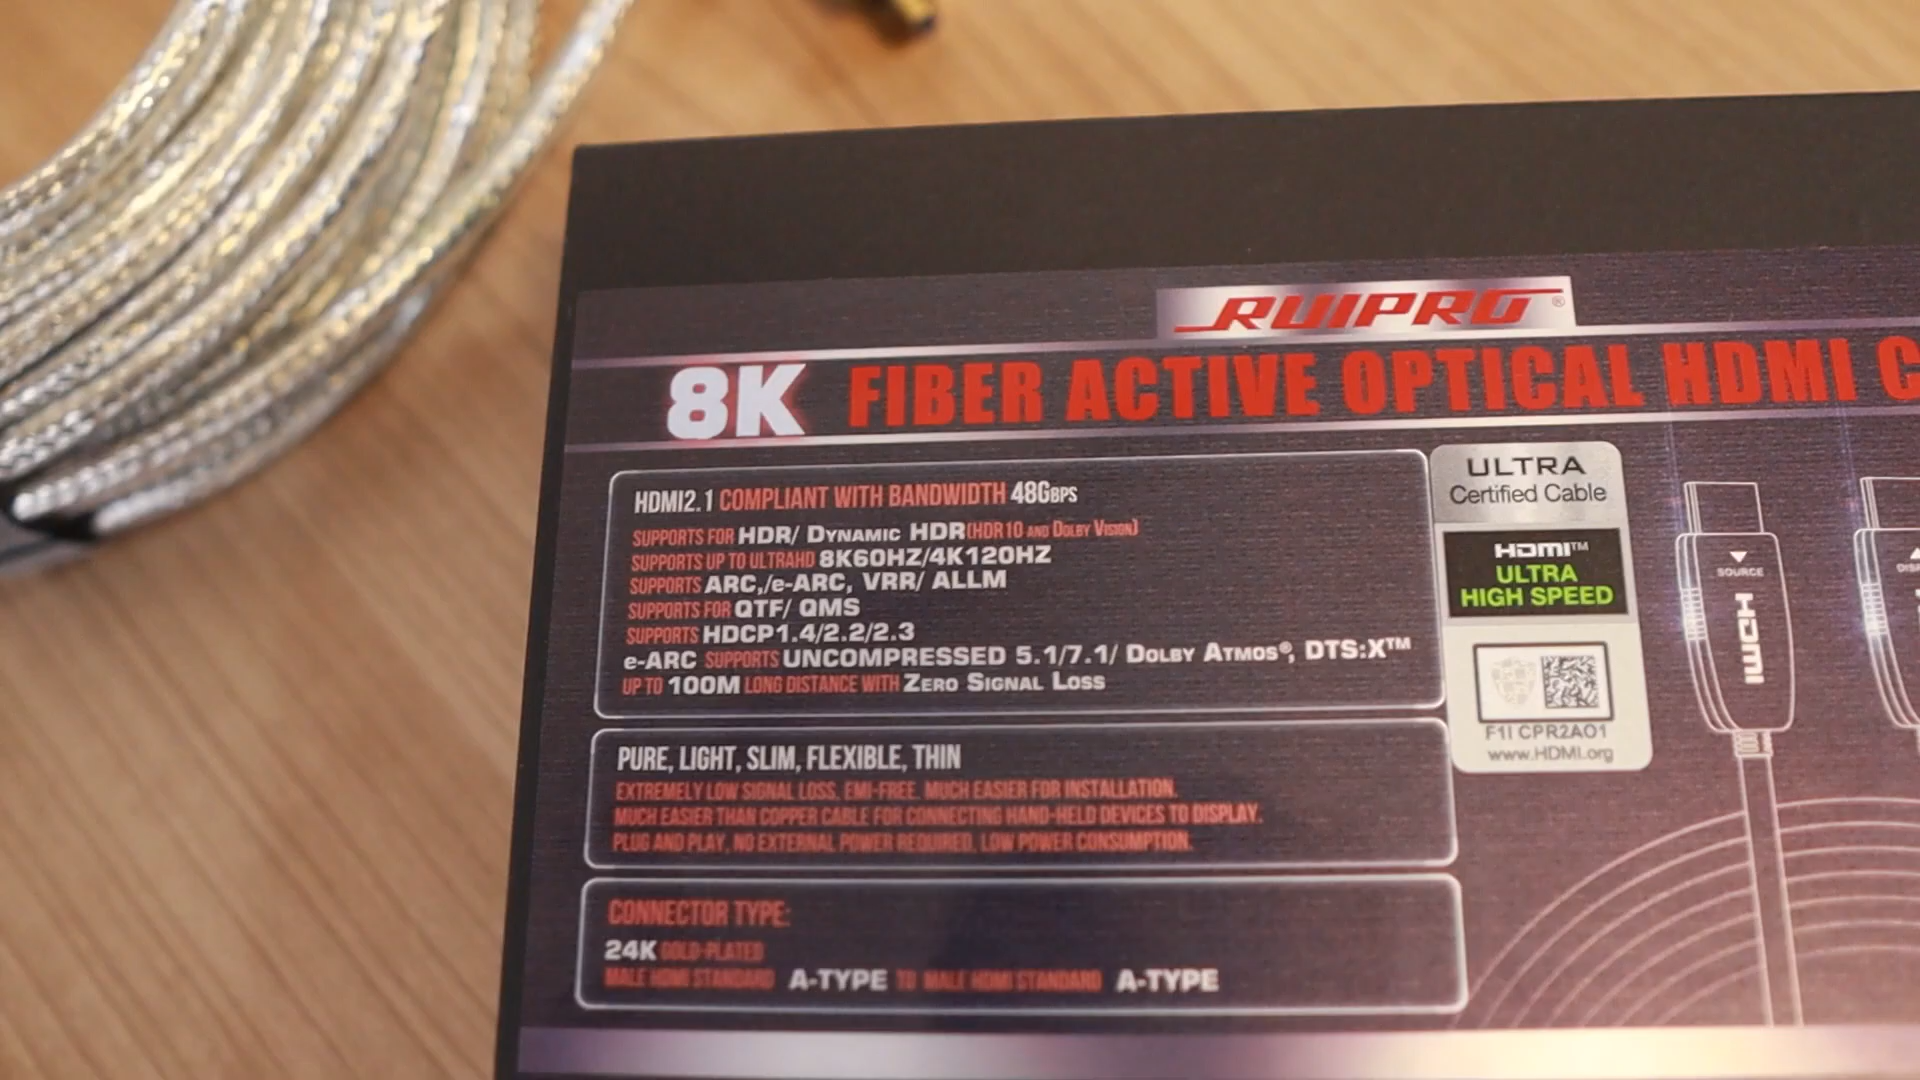 RUIPRO®
8K FIBER ACTIVE OPTICAL HDMI C
HDMI2.1 COMPLIANT WITH BANDWIDTH 48GBPS
SUPPORTS FOR HDR/ DYNAMIC HDR(HDR10 AND DOLBY VISION)
SUPPORTS UP TO ULTRAHD 8K60HZ/4K120HZ
SUPPORTS ARC,/e-ARC, VRR/ ALLM
SUPPORTS FOR QTF/ QMS
SUPPORTS HDCP1.4/2.2/2.3
e-ARC SUPPORTS UNCOMPRESSED 5.1/7.1/ DOLBY ATMOS®, DTS:X™
UP TO 100M LONG DISTANCE WITH ZERO SIGNAL LOSS
PURE, LIGHT, SLIM, FLEXIBLE, THIN
EXTREMELY LOW SIGNAL LOSS, EMI-FREE. MUCH EASIER FOR INSTALLATION.
MUCH EASIER THAN COPPER CABLE FOR CONNECTING HAND-HELD DEVICES TO DISPLAY.
PLUG AND PLAY, NO EXTERNAL POWER REQUIRED, LOW POWER CONSUMPTION.
CONNECTOR TYPE:
24K GOLD-PLATED
MALE HDMI STANDARD A-TYPE TO MALE HDMI STANDARD A-TYPE
ULTRA
Certified Cable
HDMI™
ULTRA
HIGH SPEED
F1I CPR2AO1
www.HDMI.org
SOURCE
HDMI